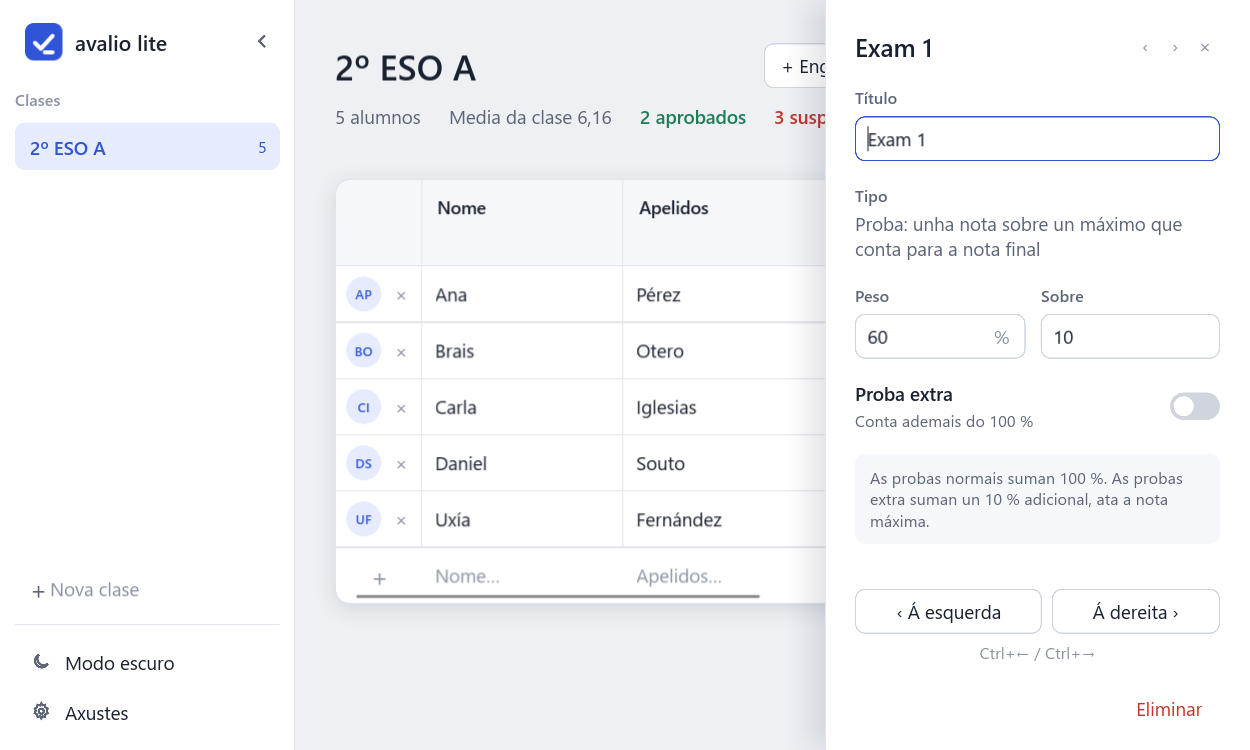 avalio lite
Clases
2º ESO A 5
+ Nova clase
Modo escuro
Axustes
2º ESO A
+ Eng
5 alumnos Media da clase 6,16 2 aprobados 3 susp
Nome Apelidos
AP × Ana Pérez
BO × Brais Otero
CI × Carla Iglesias
DS × Daniel Souto
UF × Uxía Fernández
+ Nome... Apelidos...
Exam 1
Título
Exam 1
Tipo
Proba: unha nota sobre un máximo que
conta para a nota final
Peso Sobre
60 % 10
Proba extra
Conta ademais do 100 %
As probas normais suman 100 %. As probas
extra suman un 10 % adicional, ata a nota
máxima.
‹ Á esquerda Á dereita ›
Ctrl+← / Ctrl+→
Eliminar